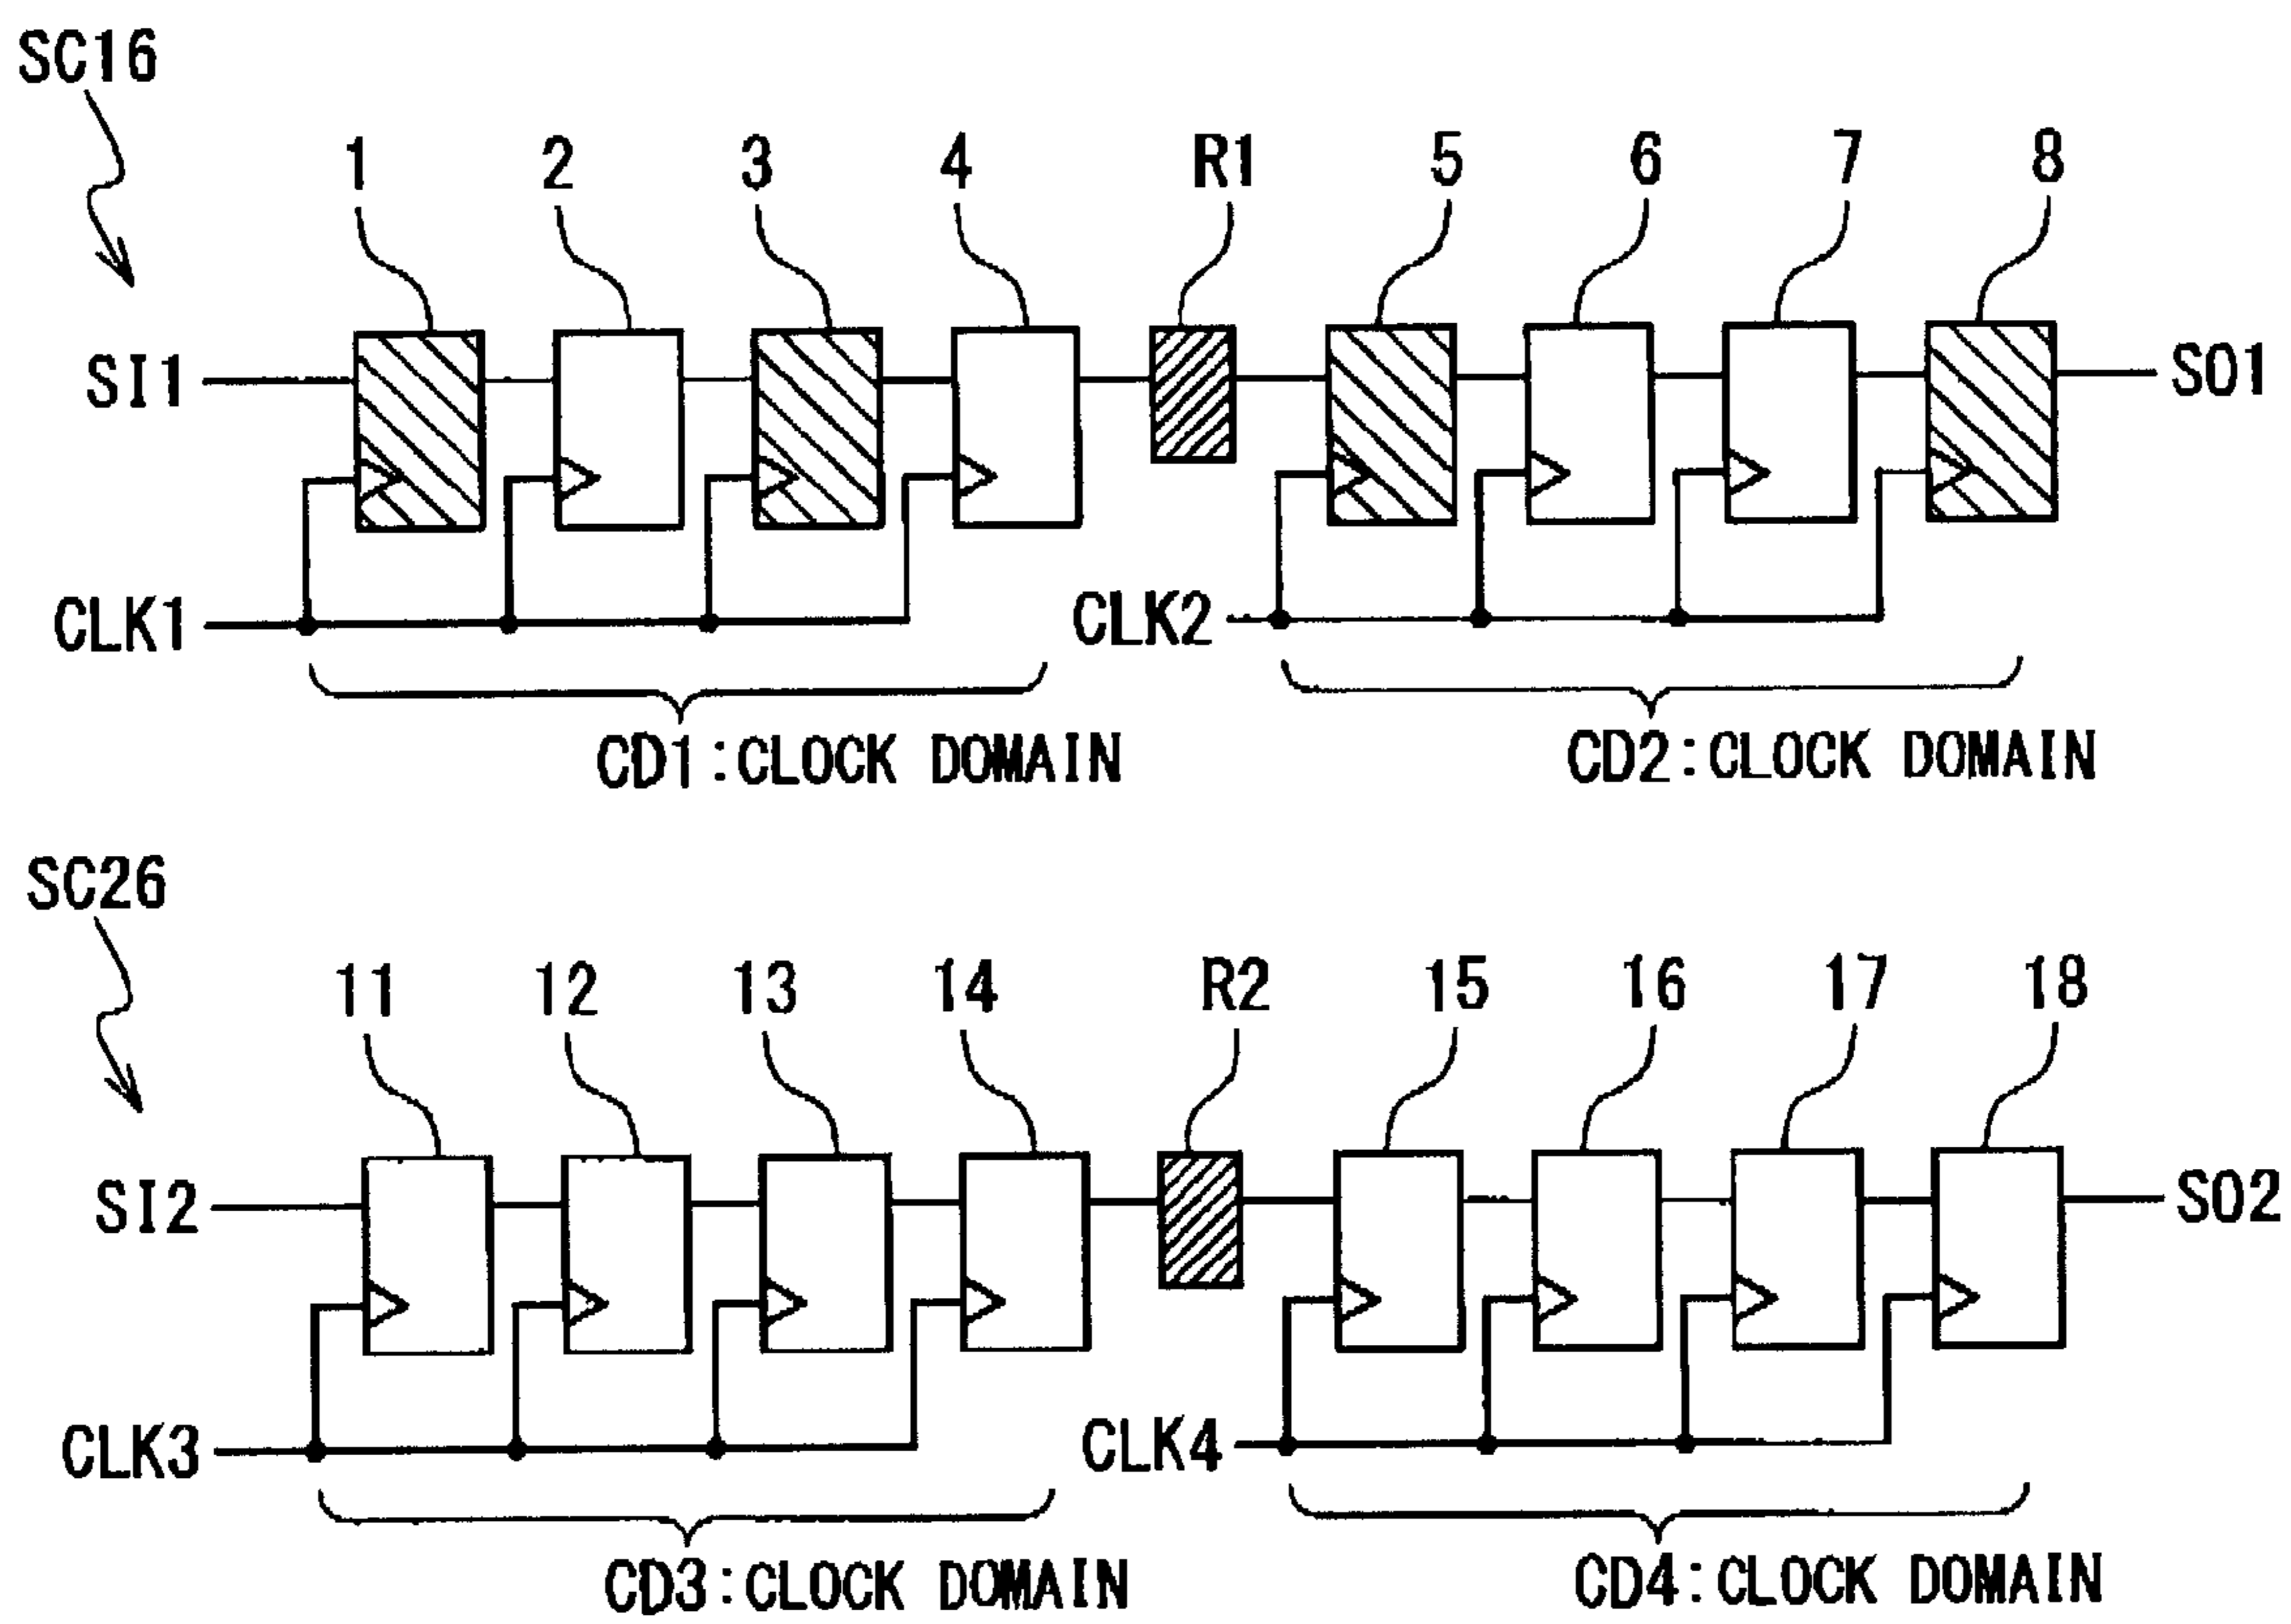 SC16
1 2 3 4 R1 5 6 7 8
SI1 SO1
CLK1 CLK2
CD1:CLOCK DOMAIN CD2:CLOCK DOMAIN
SC26
11 12 13 14 R2 15 16 17 18
SI2 SO2
CLK3 CLK4
CD3:CLOCK DOMAIN CD4:CLOCK DOMAIN